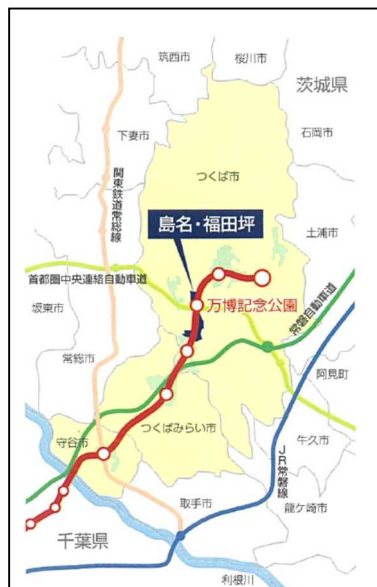 筑西市
桜川市
茨城県
下妻市
石岡市
関東鉄道常総線
つくば市
島名・福田坪
土浦市
首都圏中央連絡自動車道
万博記念公園
常磐自動車道
坂東市
常総市
阿見町
守谷市
つくばみらい市
牛久市
JR常磐線
取手市
龍ケ崎市
千葉県
利根川